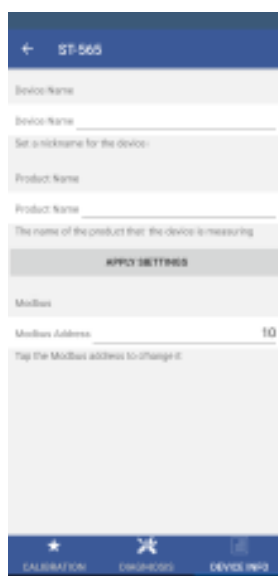 ST-565
Device Name
Device Name
Set a nickname for the device
Product Name
Product Name
The name of the product that the device is measuring
APPLY SETTINGS
Modbus
Modbus Address 10
Tap the Modbus address to change it
CALIBRATION DIAGNOSIS DEVICE INFO